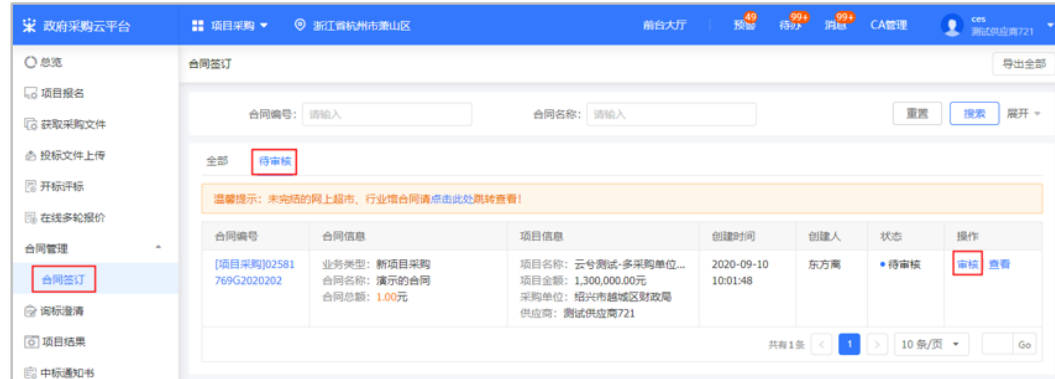 政府采购云平台
项目采购
浙江省杭州市萧山区
前台大厅
预警 49
待办 99+
消息 99+
CA管理
ces
测试供应商721
总览
项目报名
获取采购文件
投标文件上传
开标评标
在线多轮报价
合同管理
合同签订
询标澄清
项目结果
中标通知书
合同签订
导出全部
合同编号： 请输入
合同名称： 请输入
重置
搜索
展开
全部
待审核
温馨提示：未完结的网上超市、行业馆合同请点击此处跳转查看！
合同编号 合同信息 项目信息 创建时间 创建人 状态 操作
[项目采购]02581
769G2020202
业务类型：新项目采购
合同名称：演示的合同
合同总额：1.00元
项目名称：云兮测试-多采购单位...
项目金额：1,300,000.00元
采购单位：绍兴市越城区财政局
供应商：测试供应商721
2020-09-10
10:01:48
东方离
待审核
审核 查看
共有1条 < 1 > 10 条/页 Go